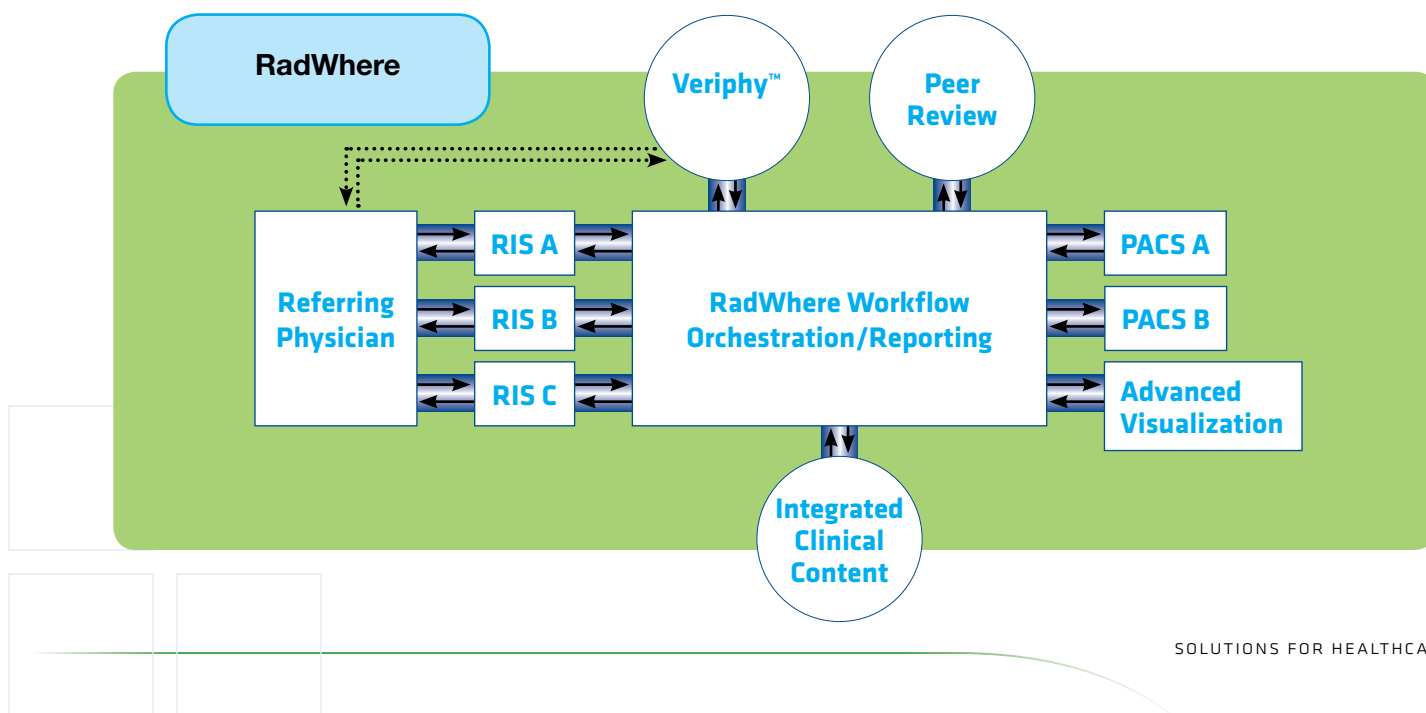 RadWhere
Veriphy™
Peer
Review
Referring
Physician
RIS A
RIS B
RIS C
RadWhere Workflow
Orchestration/Reporting
PACS A
PACS B
Advanced
Visualization
Integrated
Clinical
Content
SOLUTIONS FOR HEALTHCA